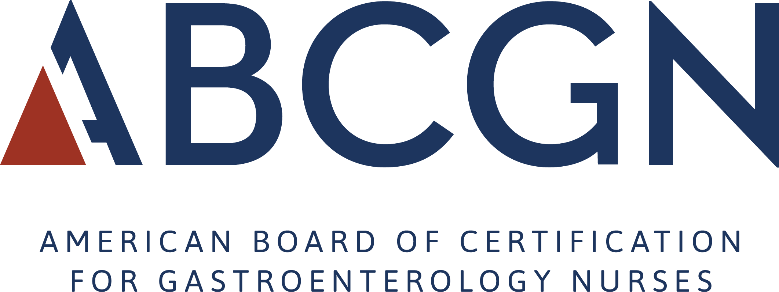 ABCGN
AMERICAN BOARD OF CERTIFICATION
FOR GASTROENTEROLOGY NURSES